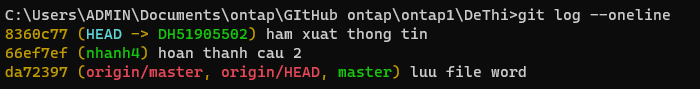 C:\Users\ADMIN\Documents\ontap\GItHub ontap\ontap1\DeThi>git log --oneline
8360c77 (HEAD -> DH51905502) ham xuat thong tin
66ef7ef (nhanh4) hoan thanh cau 2
da72397 (origin/master, origin/HEAD, master) luu file word